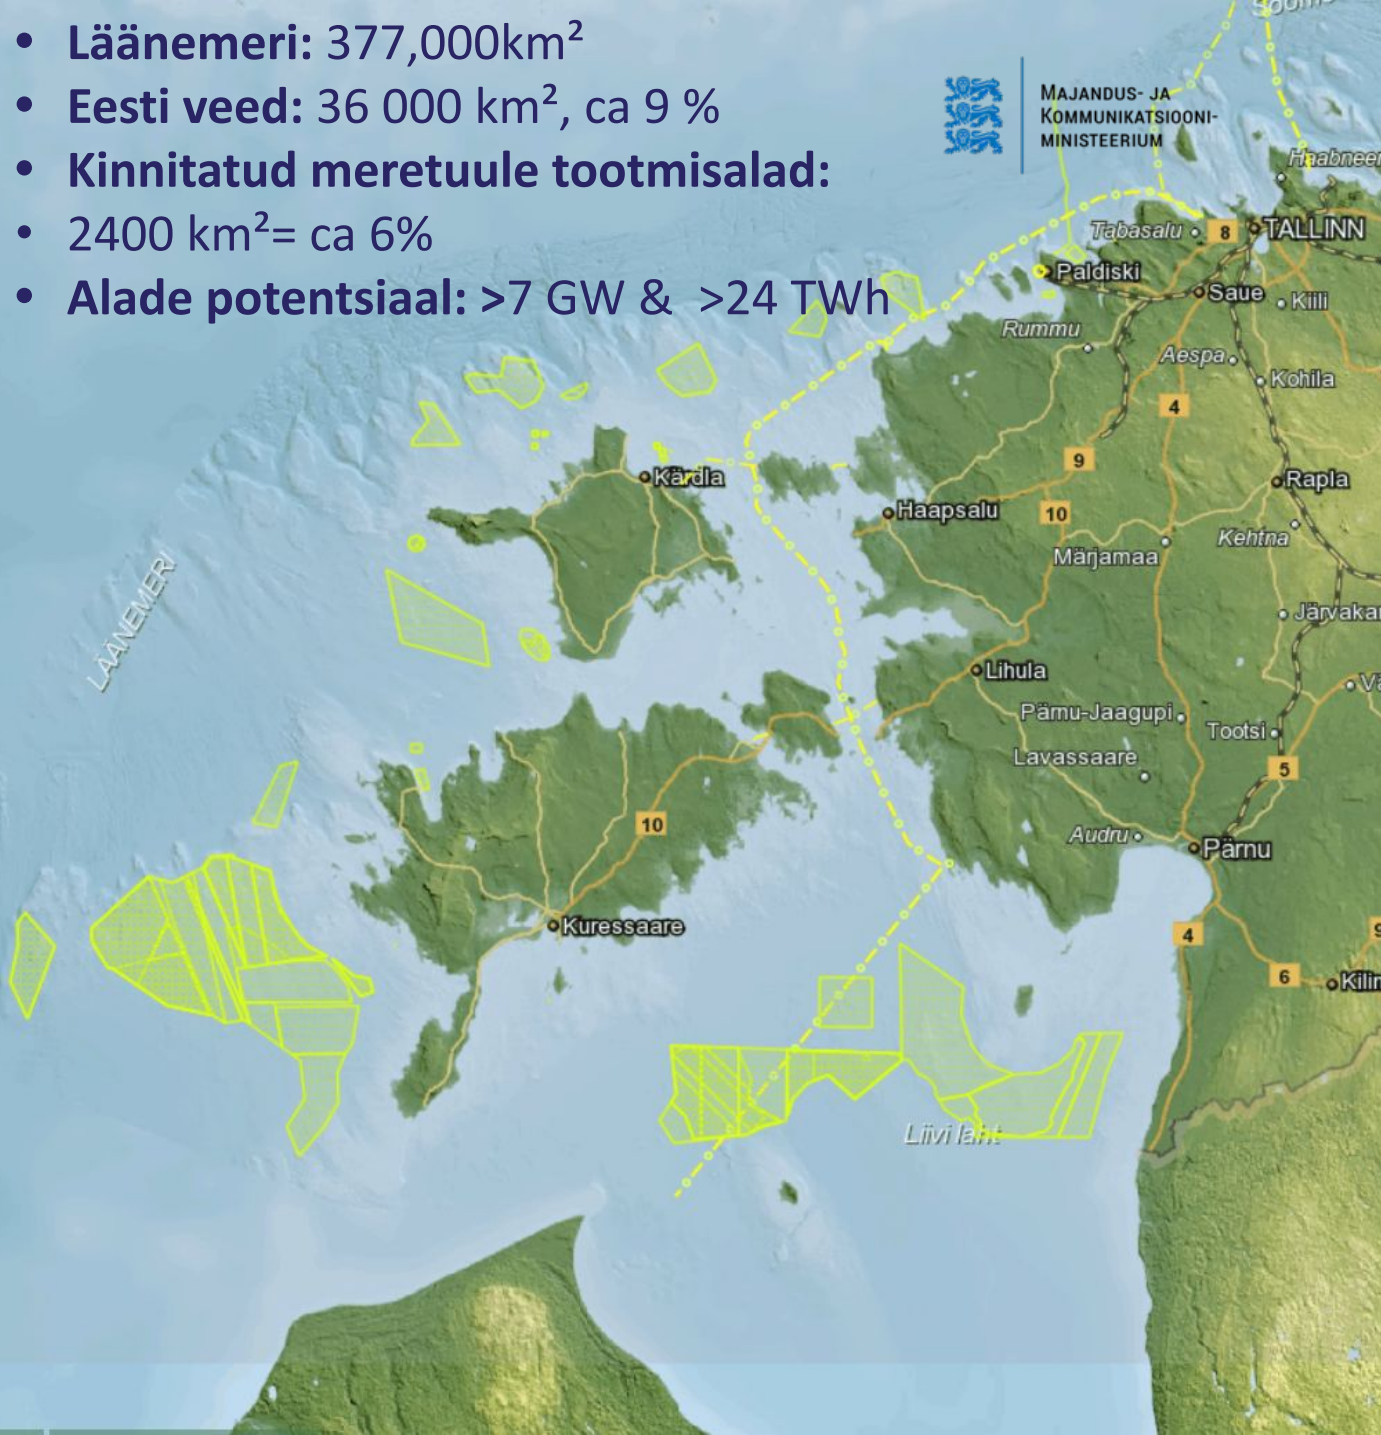 • Läänemeri: 377,000km²
• Eesti veed: 36 000 km², ca 9 %
• Kinnitatud meretuule tootmisalad:
• 2400 km²= ca 6%
• Alade potentsiaal: >7 GW & >24 TWh
MAJANDUS- JA
KOMMUNIKATSIOONI-
MINISTEERIUM
Tabasalu
8
TALLINN
Paldiski
Saue
Kiili
Rummu
Aespa
Kohila
4
9
Kärdla
Rapla
Haapsalu
10
Kehtna
Märjamaa
LÄÄNEMERI
Lihula
Pärnu-Jaagupi
Tootsi
Lavassaare
5
10
Audru
Pärnu
Kuressaare
4
9
6
Liivi laht